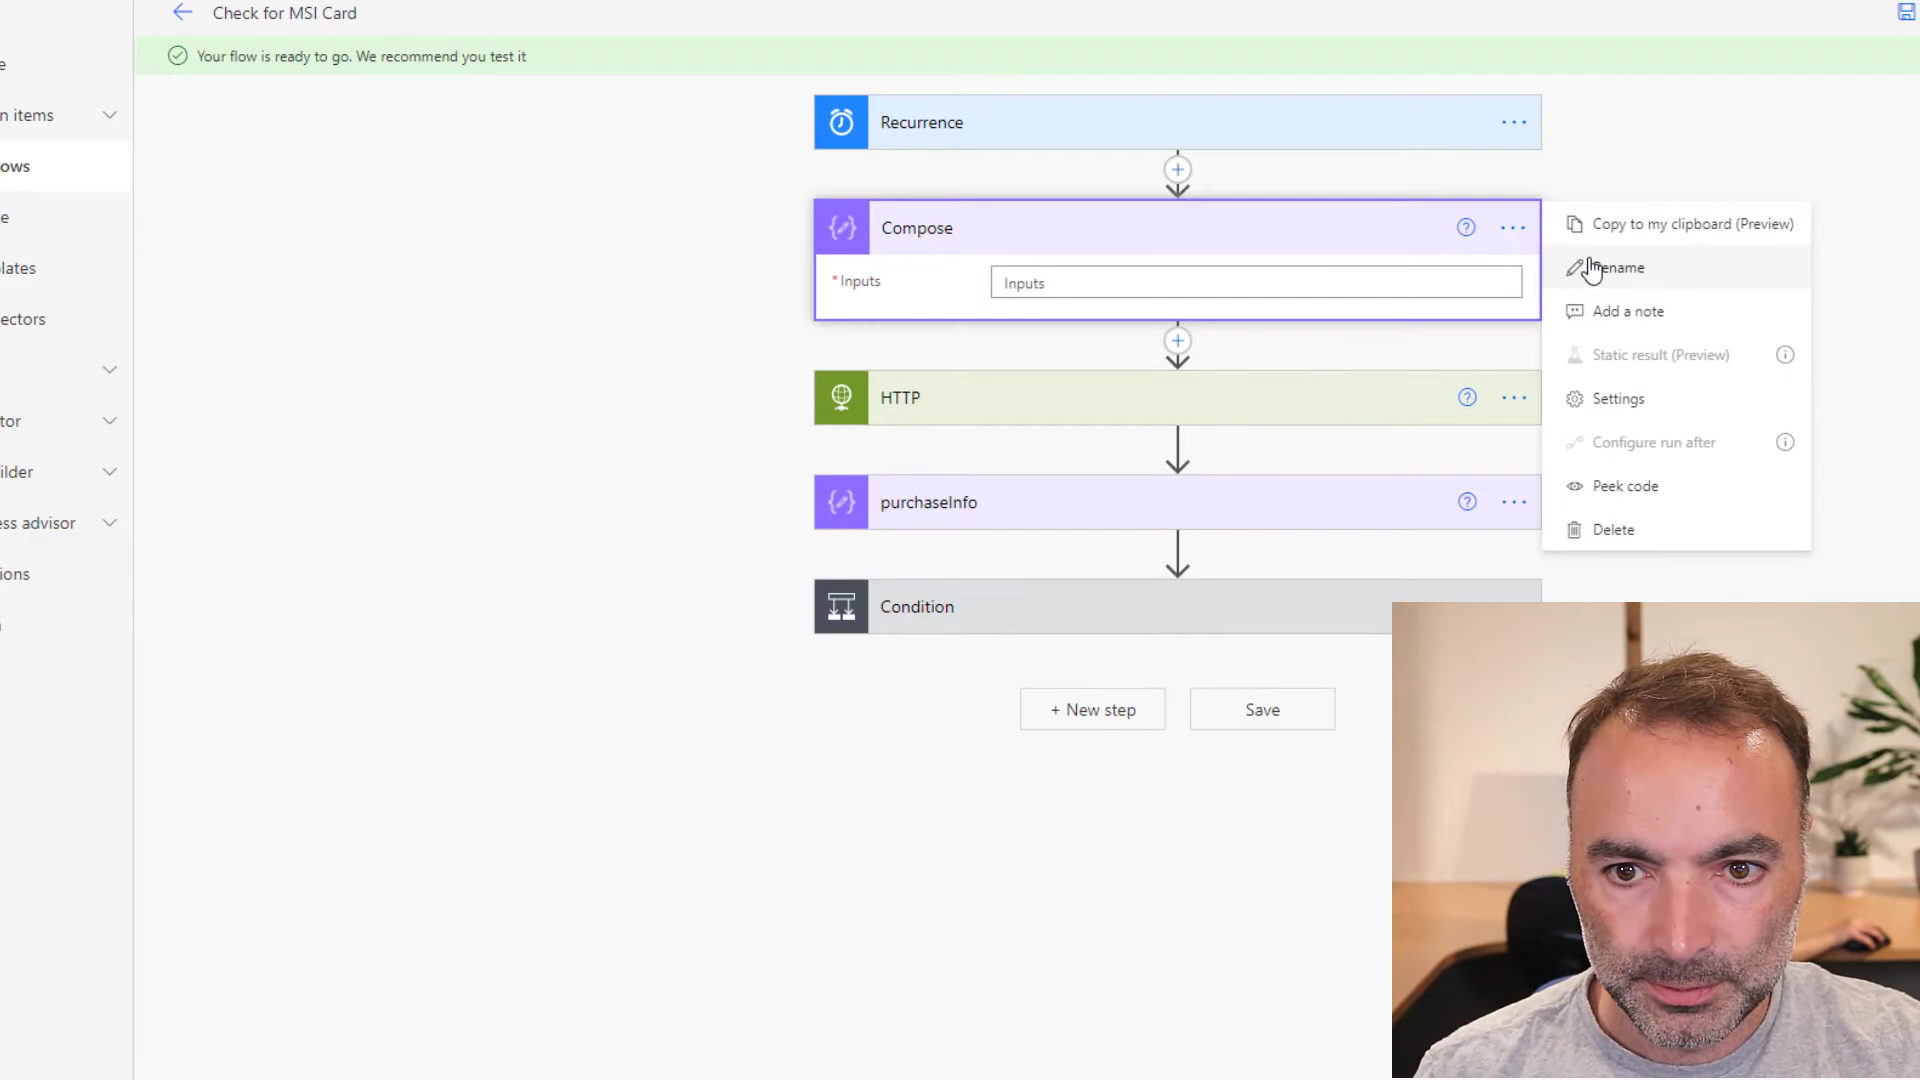 Check for MSI Card
Your flow is ready to go. We recommend you test it
e
n items
ows
e
lates
ectors
tor
ilder
ess advisor
ions
Recurrence
Compose
* Inputs
Inputs
HTTP
purchaseInfo
Condition
+ New step
Save
Copy to my clipboard (Preview)
ename
Add a note
Static result (Preview)
Settings
Configure run after
Peek code
Delete